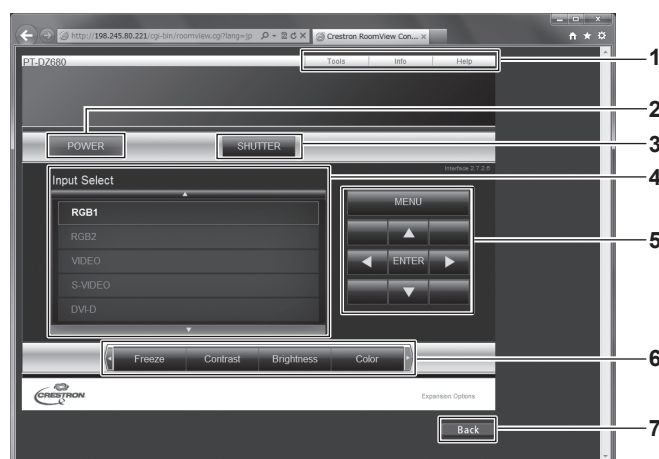 http://198.245.80.221/cgi-bin/roomview.cgi?lang=jp
Crestron RoomView Con...
PT-DZ680
Tools Info Help
1
2
POWER SHUTTER
3
Interface 2.7.2.6
4
Input Select
MENU
RGB1
RGB2
ENTER
5
VIDEO
S-VIDEO
DVI-D
Freeze Contrast Brightness Color
6
CRESTRON
Expansion Options
Back
7